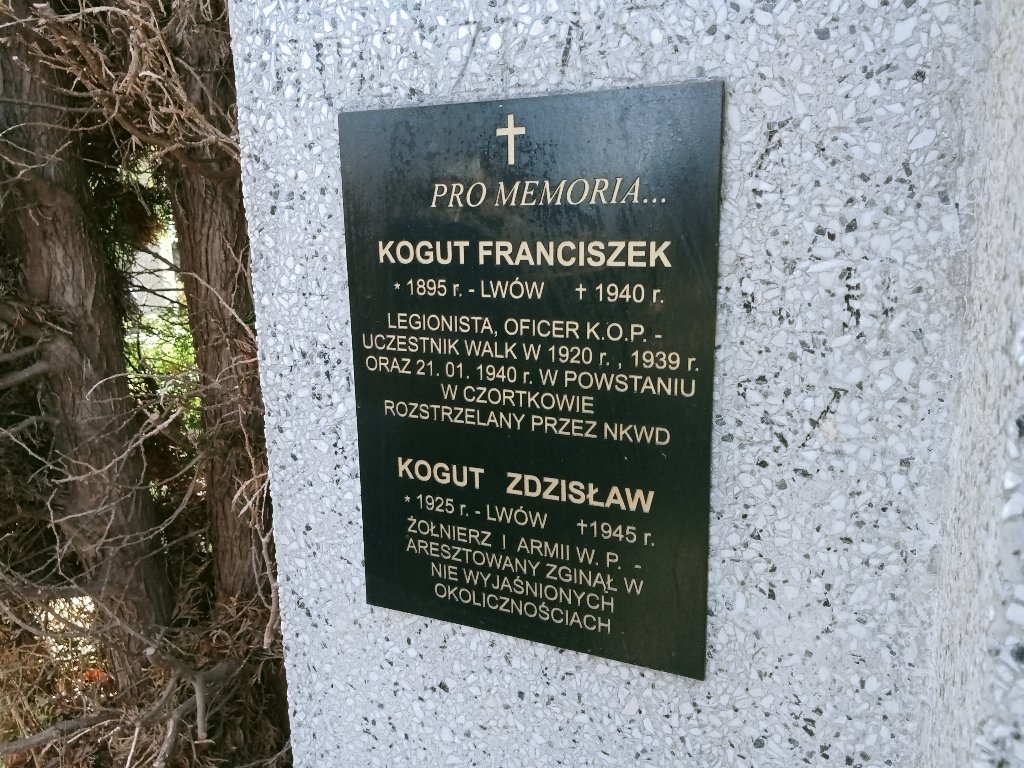 PRO MEMORIA...
KOGUT FRANCISZEK
* 1895 r. - LWÓW † 1940 r.
LEGIONISTA, OFICER K.O.P. -
UCZESTNIK WALK W 1920 r. , 1939 r.
ORAZ 21. 01. 1940 r. W POWSTANIU
W CZORTKOWIE
ROZSTRZELANY PRZEZ NKWD
KOGUT ZDZISŁAW
* 1925 r. - LWÓW †1945 r.
ŻOŁNIERZ I ARMII W. P. -
ARESZTOWANY ZGINĄŁ W
NIE WYJAŚNIONYCH
OKOLICZNOŚCIACH